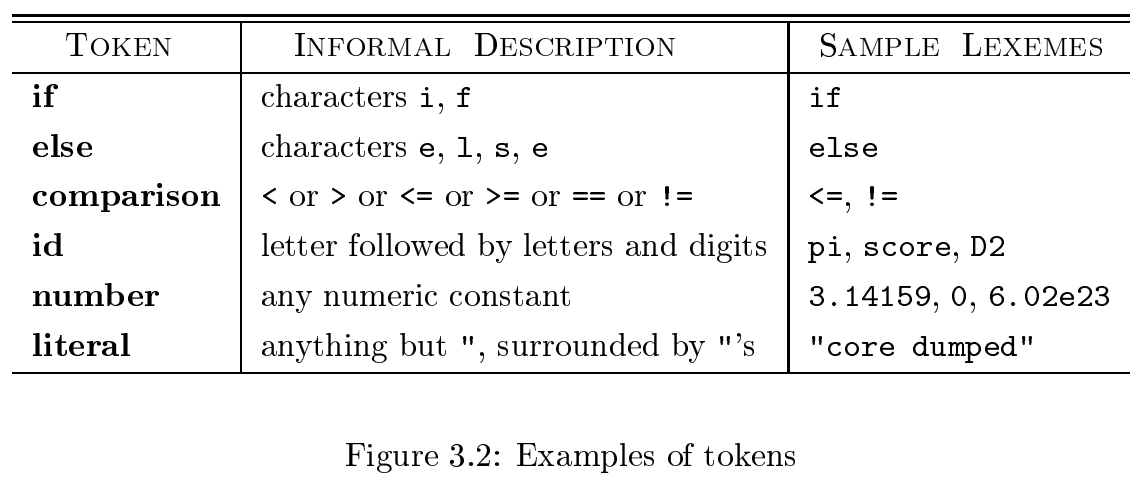 TOKEN INFORMAL DESCRIPTION SAMPLE LEXEMES
if characters i, f if
else characters e, l, s, e else
comparison < or > or <= or >= or == or != <=, !=
id letter followed by letters and digits pi, score, D2
number any numeric constant 3.14159, 0, 6.02e23
literal anything but ", surrounded by "'s "core dumped"
Figure 3.2: Examples of tokens